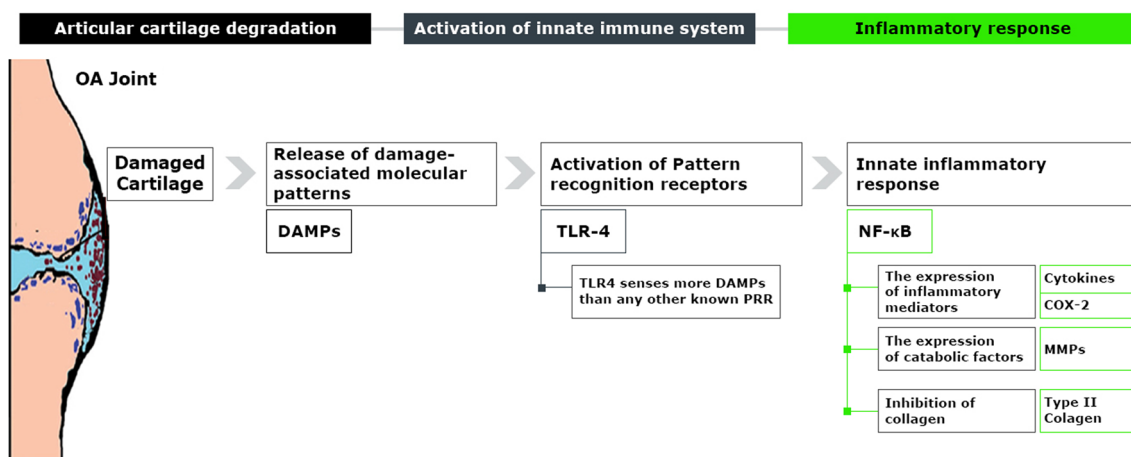 Articular cartilage degradation
Activation of innate immune system
Inflammatory response
OA Joint
Damaged
Cartilage
Release of damage-
associated molecular
patterns
DAMPs
Activation of Pattern
recognition receptors
TLR-4
TLR4 senses more DAMPs
than any other known PRR
Innate inflammatory
response
NF-κB
The expression
of inflammatory
mediators
Cytokines
COX-2
The expression
of catabolic factors
MMPs
Inhibition of
collagen
Type II
Colagen